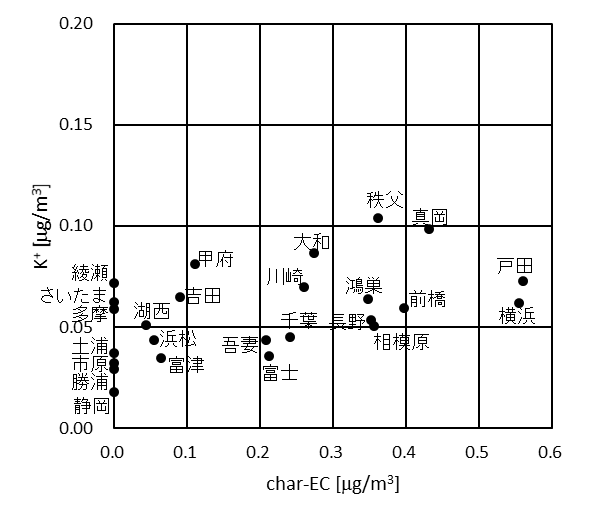 0.20
0.15
0.10
0.05
0.00
K⁺ [μg/m³]
秩父
真岡
大和
甲府
戸田
綾瀬
川崎
鴻巣
さいたま
吉田
前橋
多摩
湖西
横浜
千葉
長野
浜松
吾妻
相模原
土浦
市原
富津
富士
勝浦
静岡
0.0 0.1 0.2 0.3 0.4 0.5 0.6
char-EC [μg/m³]